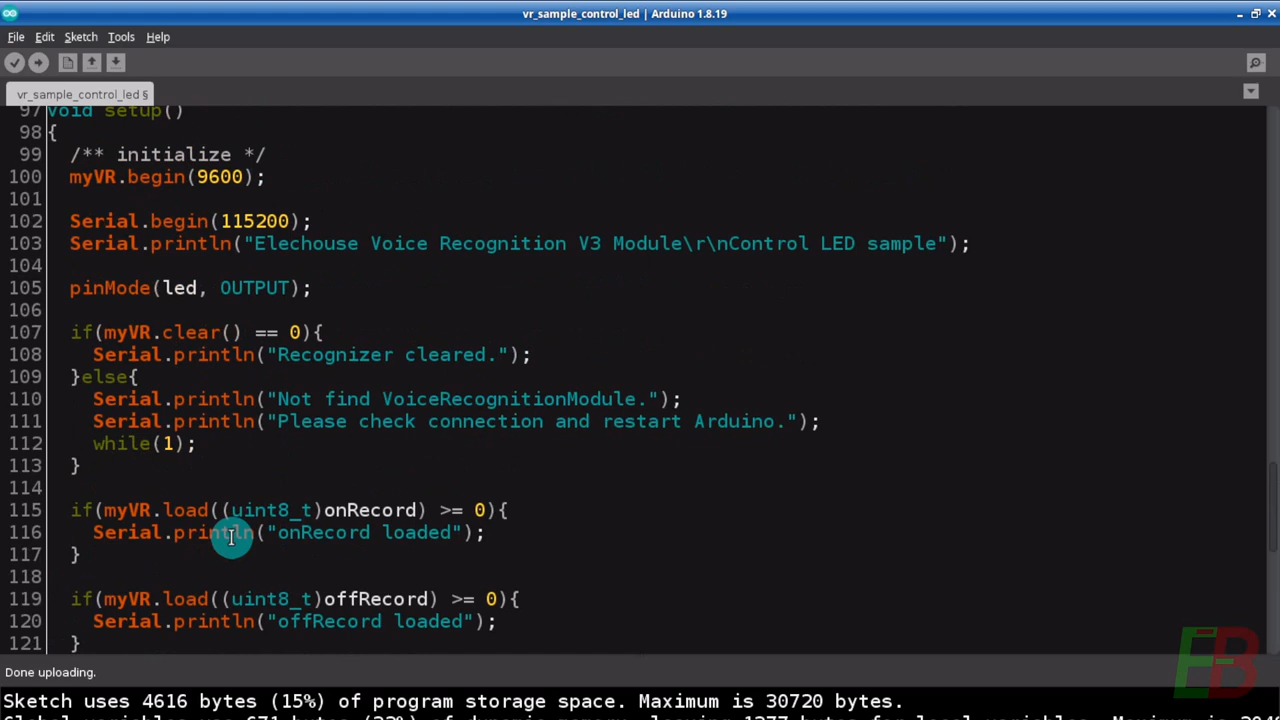 vr_sample_control_led | Arduino 1.8.19
File Edit Sketch Tools Help
vr_sample_control_led §
97 void setup()
98 {
99 /** initialize */
100 myVR.begin(9600);
101
102 Serial.begin(115200);
103 Serial.println("Elechouse Voice Recognition V3 Module\r\nControl LED sample");
104
105 pinMode(led, OUTPUT);
106
107 if(myVR.clear() == 0){
108 Serial.println("Recognizer cleared.");
109 }else{
110 Serial.println("Not find VoiceRecognitionModule.");
111 Serial.println("Please check connection and restart Arduino.");
112 while(1);
113 }
114
115 if(myVR.load((uint8_t)onRecord) >= 0){
116 Serial.println("onRecord loaded");
117 }
118
119 if(myVR.load((uint8_t)offRecord) >= 0){
120 Serial.println("offRecord loaded");
121 }
EB
Done uploading.
Sketch uses 4616 bytes (15%) of program storage space. Maximum is 30720 bytes.